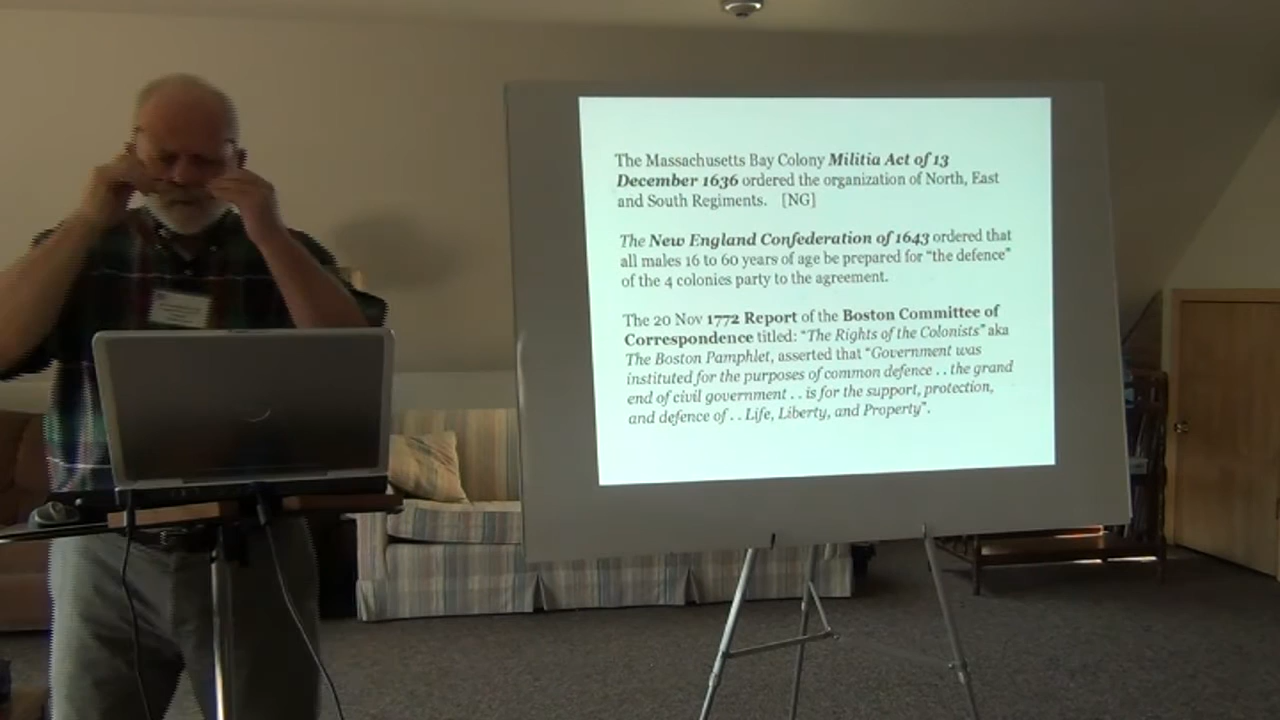 The Massachusetts Bay Colony Militia Act of 13
December 1636 ordered the organization of North, East
and South Regiments. [NG]
The New England Confederation of 1643 ordered that
all males 16 to 60 years of age be prepared for “the defence”
of the 4 colonies party to the agreement.
The 20 Nov 1772 Report of the Boston Committee of
Correspondence titled: “The Rights of the Colonists” aka
The Boston Pamphlet, asserted that “Government was
instituted for the purposes of common defence . . the grand
end of civil government . . is for the support, protection,
and defence of . . Life, Liberty, and Property”.